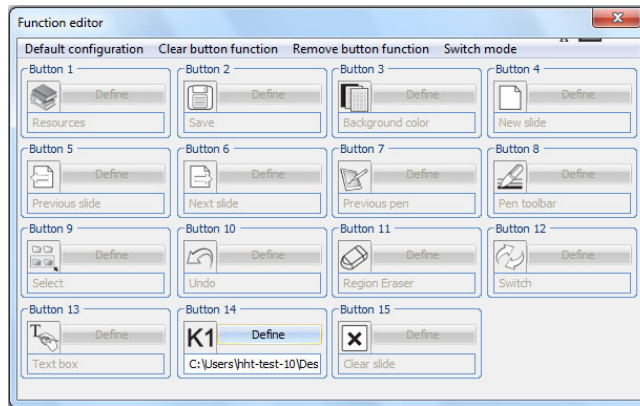 Function editor
Default configuration Clear button function Remove button function Switch mode
Button 1 Button 2 Button 3 Button 4
Define Define Define Define
Resources Save Background color New slide
Button 5 Button 6 Button 7 Button 8
Define Define Define Define
Previous slide Next slide Previous pen Pen toolbar
Button 9 Button 10 Button 11 Button 12
Define Define Define Define
Select Undo Region Eraser Switch
Button 13 Button 14 Button 15
T K1 Define Define Define
Text box C:\Users\hht-test-10\Des Clear slide